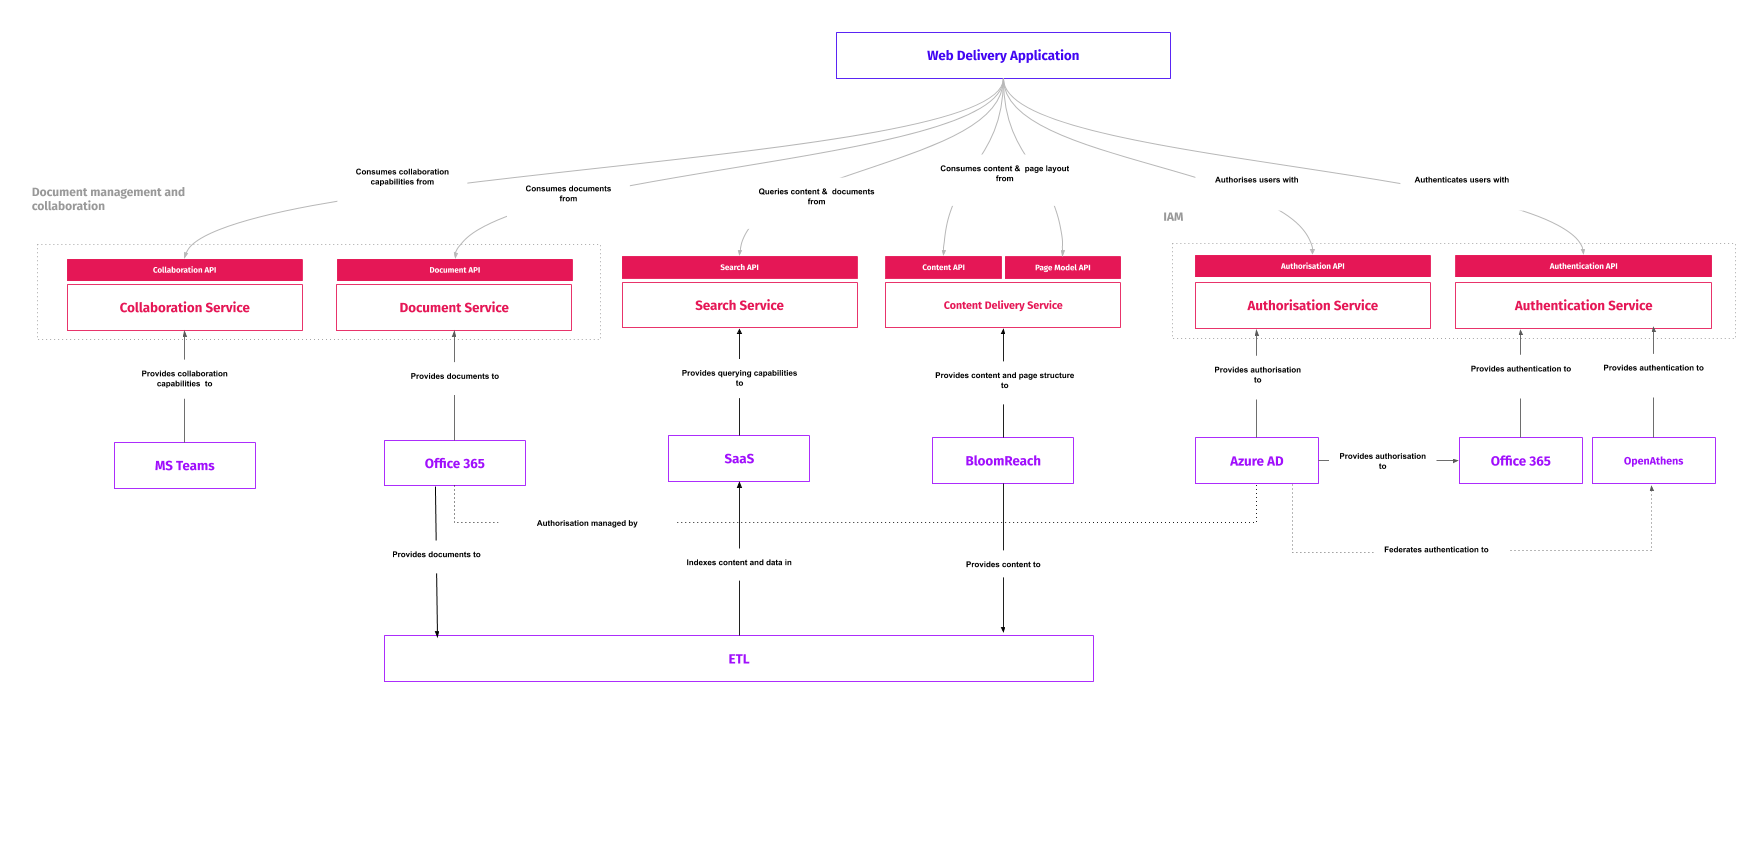 Web Delivery Application
Consumes collaboration
capabilities from
Consumes documents
from
Queries content & documents
from
Consumes content & page layout
from
Authorises users with
Authenticates users with
Document management and
collaboration
IAM
Collaboration API
Collaboration Service
Document API
Document Service
Search API
Search Service
Content API
Page Model API
Content Delivery Service
Authorisation API
Authorisation Service
Authentication API
Authentication Service
Provides collaboration
capabilities to
Provides documents to
Provides querying capabilities
to
Provides content and page structure
to
Provides authorisation
to
Provides authentication to
Provides authentication to
MS Teams
Office 365
SaaS
BloomReach
Azure AD
Provides authorisation
to
Office 365
OpenAthens
Authorisation managed by
Federates authentication to
Provides documents to
Indexes content and data in
Provides content to
ETL